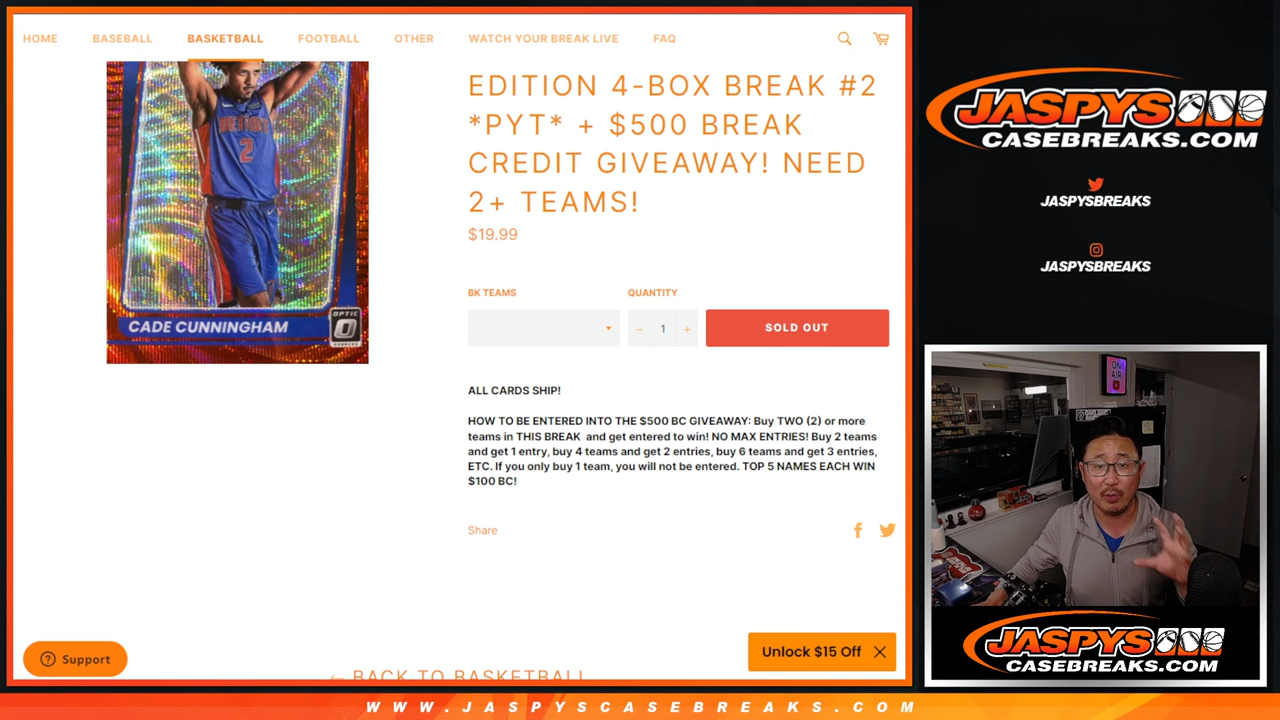 HOME BASEBALL BASKETBALL FOOTBALL OTHER WATCH YOUR BREAK LIVE FAQ
EDITION 4-BOX BREAK #2
*PYT* + $500 BREAK
CREDIT GIVEAWAY! NEED
2+ TEAMS!
$19.99
BK TEAMS QUANTITY
− 1 + SOLD OUT
ALL CARDS SHIP!
HOW TO BE ENTERED INTO THE $500 BC GIVEAWAY: Buy TWO (2) or more
teams in THIS BREAK and get entered to win! NO MAX ENTRIES! Buy 2 teams
and get 1 entry, buy 4 teams and get 2 entries, buy 6 teams and get 3 entries,
ETC. If you only buy 1 team, you will not be entered. TOP 5 NAMES EACH WIN
$100 BC!
Share
DETROIT
2
CADE CUNNINGHAM
OPTIC
Support
Unlock $15 Off
← BACK TO BASKETBALL
JASPYS
CASEBREAKS.COM
JASPYSBREAKS
JASPYSBREAKS
ON
AIR
JASPYS
CASEBREAKS.COM
WWW.JASPYSCASEBREAKS.COM